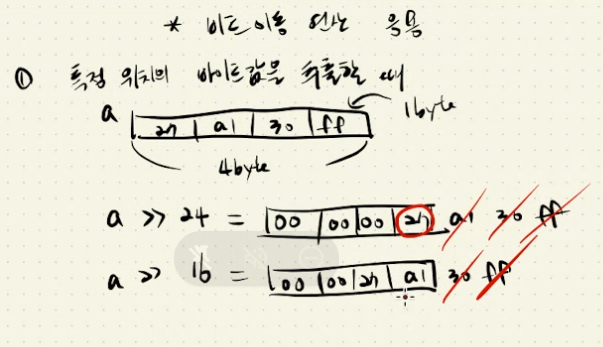 * 비트이동 연산 응용
① 특정 위치의 바이트값을 추출할 때
a 27 a1 30 ff 1byte
4byte
a >> 24 = 00 00 00 27 a1 30 ff
a >> 16 = 00 00 27 a1 30 ff